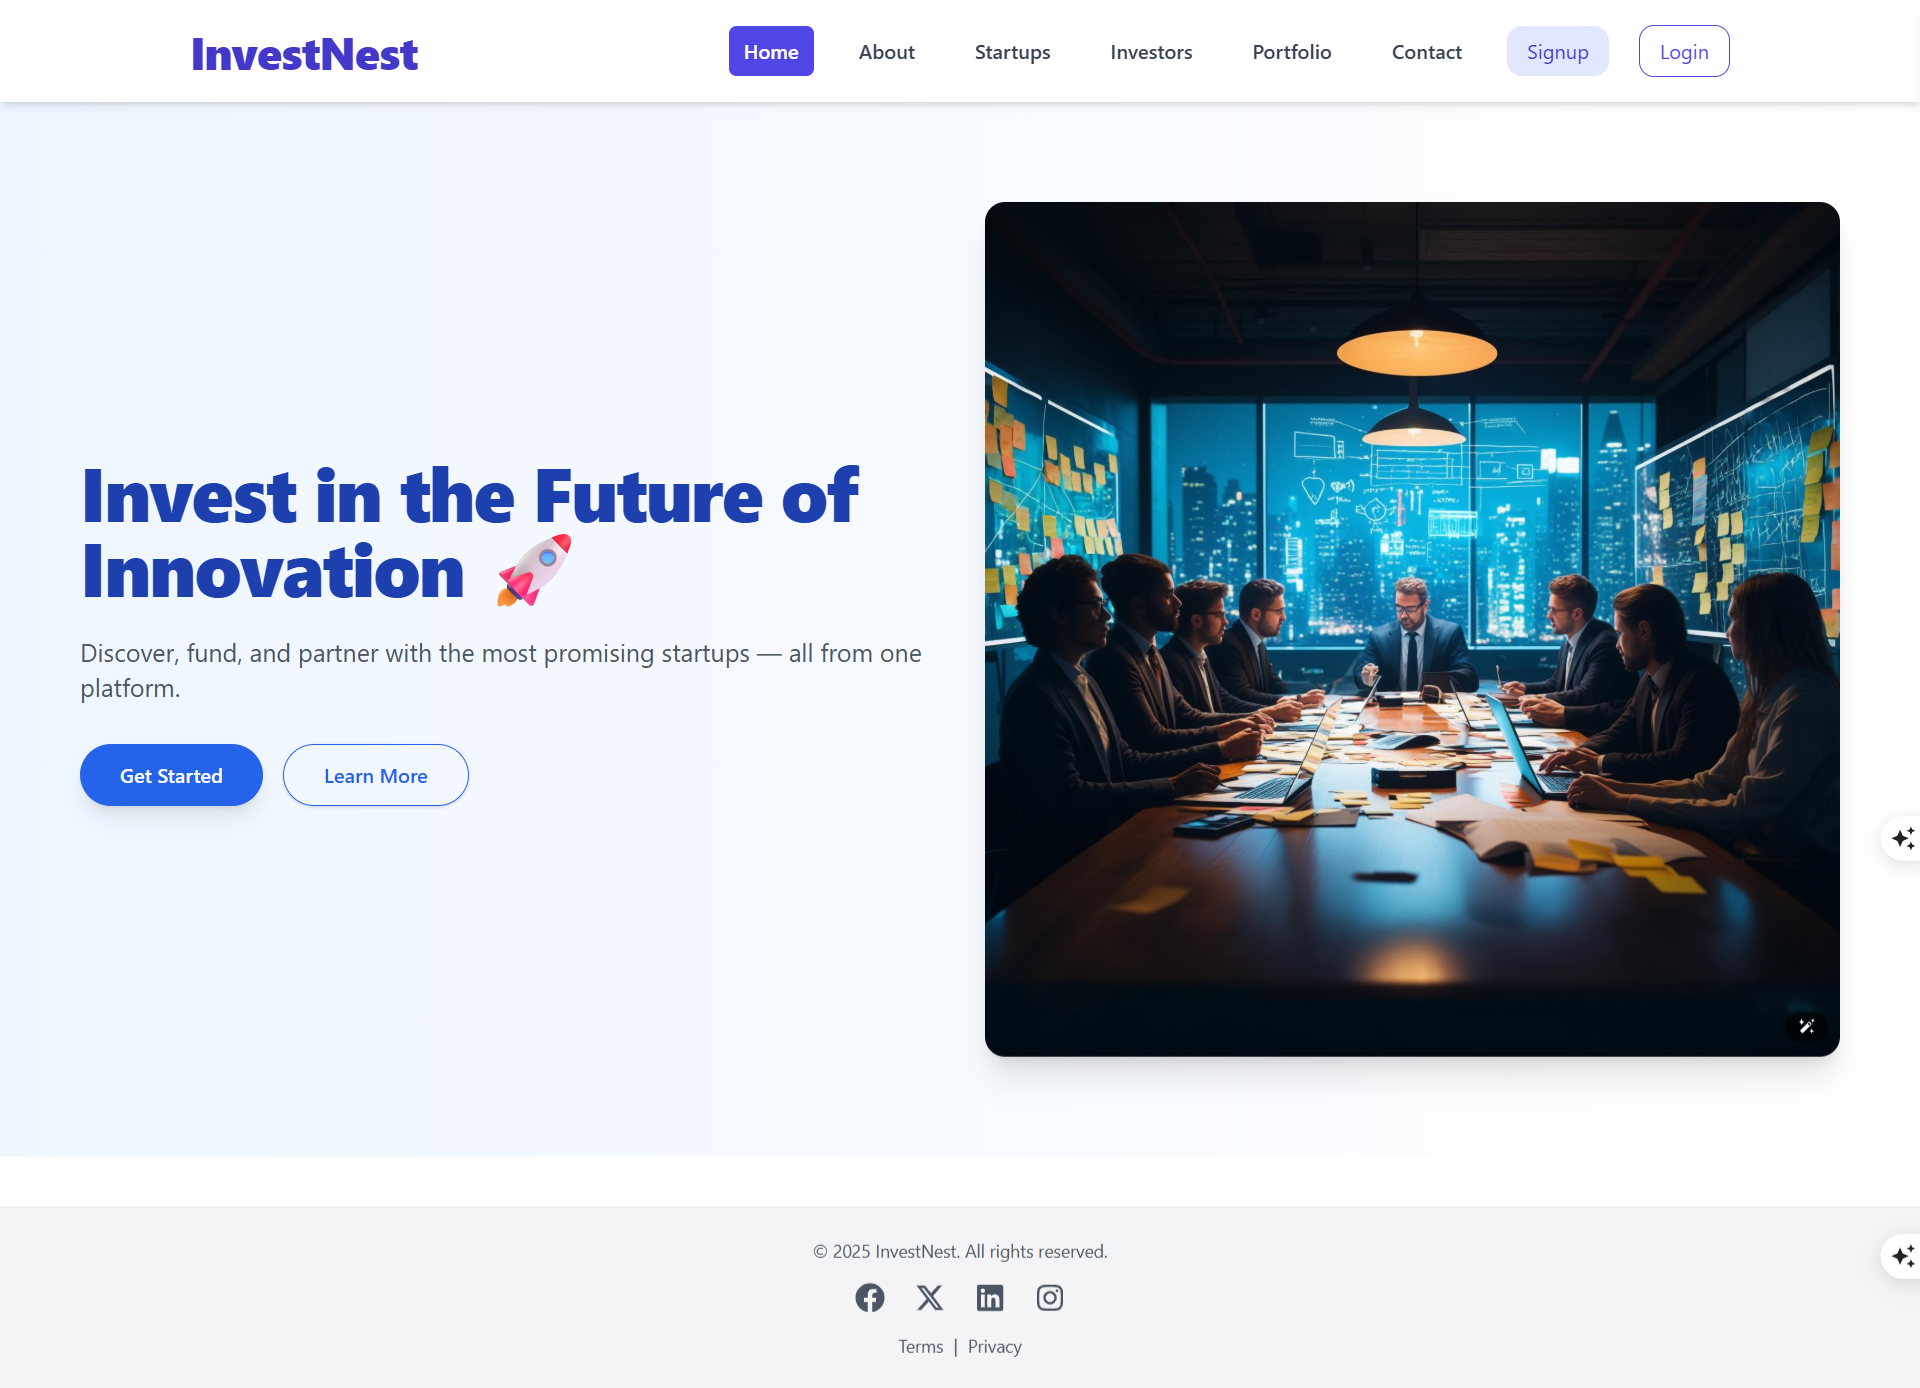 InvestNest
Home About Startups Investors Portfolio Contact Signup Login
Invest in the Future of
Innovation 🚀
Discover, fund, and partner with the most promising startups — all from one
platform.
Get Started Learn More
© 2025 InvestNest. All rights reserved.
Terms | Privacy